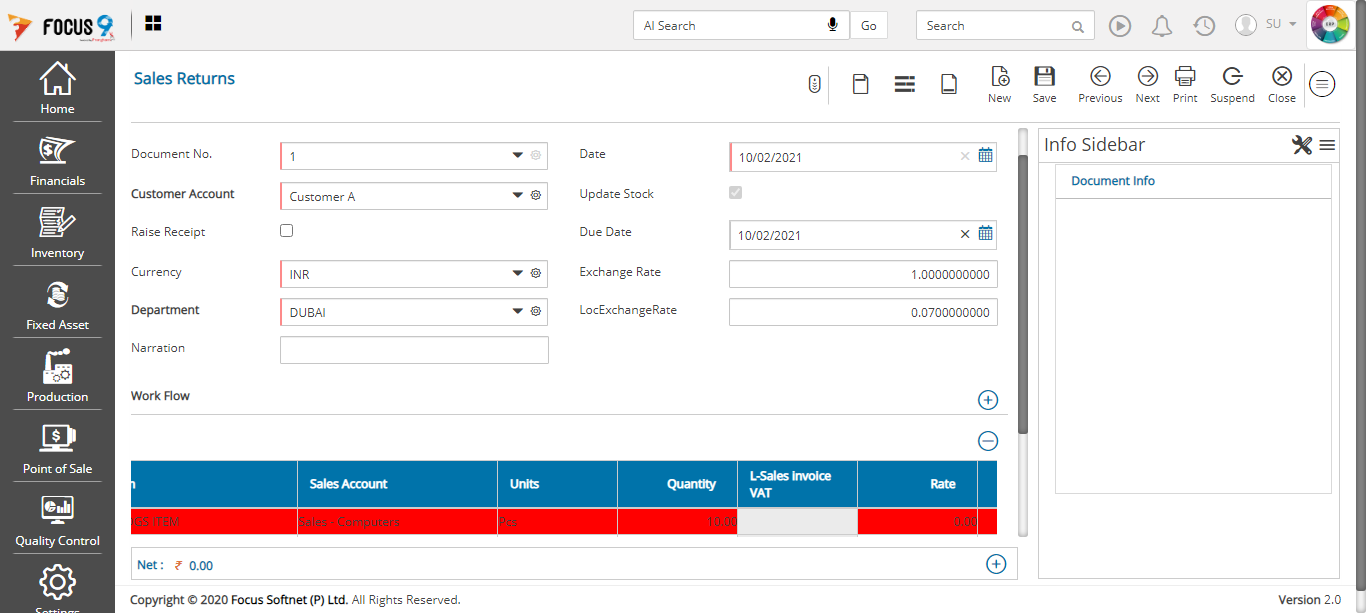 FOCUS 9
AI Search
Go
Search
SU
Home
Financials
Inventory
Fixed Asset
Production
Point of Sale
Quality Control
Settings
Sales Returns
New
Save
Previous
Next
Print
Suspend
Close
Document No.
1
Date
10/02/2021
Customer Account
Customer A
Update Stock
Raise Receipt
Due Date
10/02/2021
Currency
INR
Exchange Rate
1.0000000000
Department
DUBAI
LocExchangeRate
0.0700000000
Narration
Work Flow
Sales Account
Units
Quantity
L-Sales Invoice
VAT
Rate
ITEM
Sales - Computers
Pcs
10.00
0.00
Net : ₹ 0.00
Info Sidebar
Document Info
Copyright © 2020 Focus Softnet (P) Ltd. All Rights Reserved.
Version 2.0